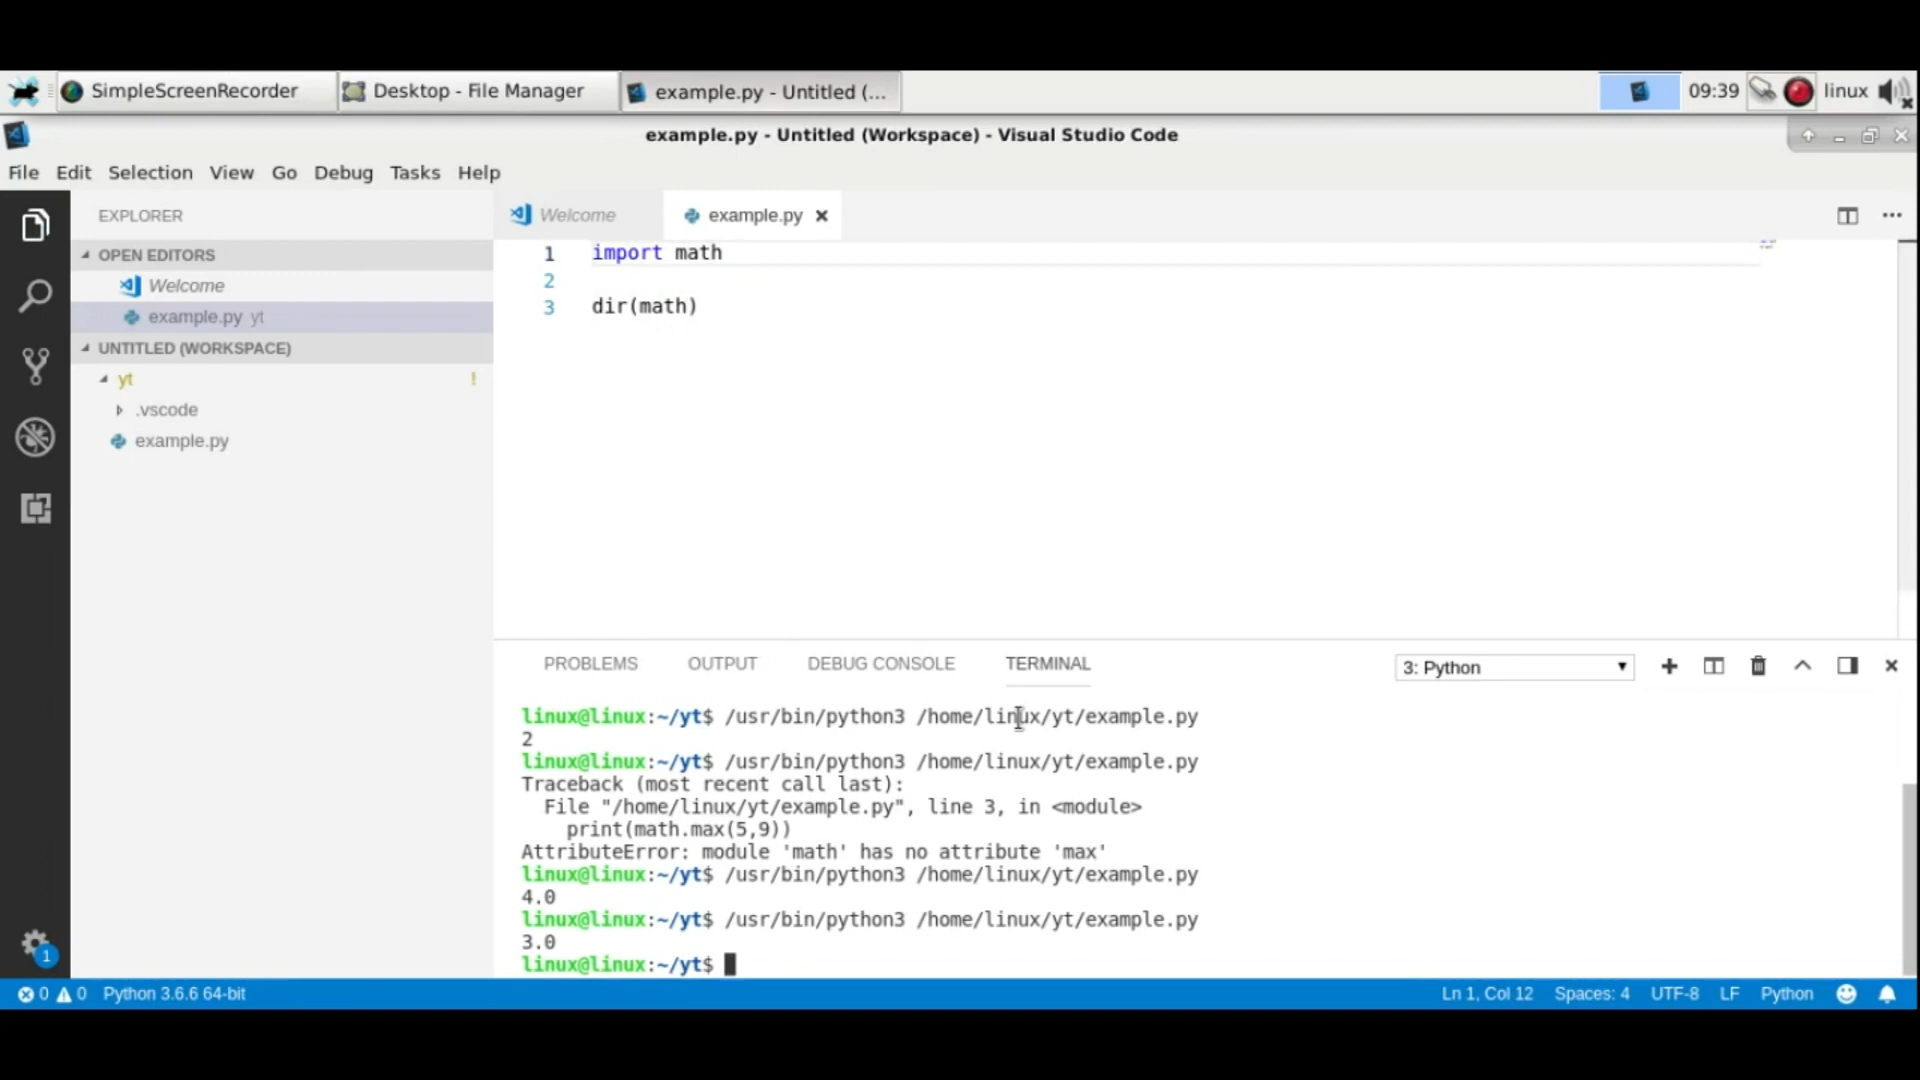 SimpleScreenRecorder
Desktop - File Manager
example.py - Untitled (...
09:39
linux
example.py - Untitled (Workspace) - Visual Studio Code
File Edit Selection View Go Debug Tasks Help
EXPLORER
OPEN EDITORS
Welcome
example.py yt
UNTITLED (WORKSPACE)
yt !
.vscode
example.py
Welcome
example.py
1 import math
2
3 dir(math)
PROBLEMS OUTPUT DEBUG CONSOLE TERMINAL
3: Python
linux@linux:~/yt$ /usr/bin/python3 /home/linux/yt/example.py
2
linux@linux:~/yt$ /usr/bin/python3 /home/linux/yt/example.py
Traceback (most recent call last):
  File "/home/linux/yt/example.py", line 3, in <module>
    print(math.max(5,9))
AttributeError: module 'math' has no attribute 'max'
linux@linux:~/yt$ /usr/bin/python3 /home/linux/yt/example.py
4.0
linux@linux:~/yt$ /usr/bin/python3 /home/linux/yt/example.py
3.0
linux@linux:~/yt$
1
0 0 Python 3.6.6 64-bit
Ln 1, Col 12 Spaces: 4 UTF-8 LF Python